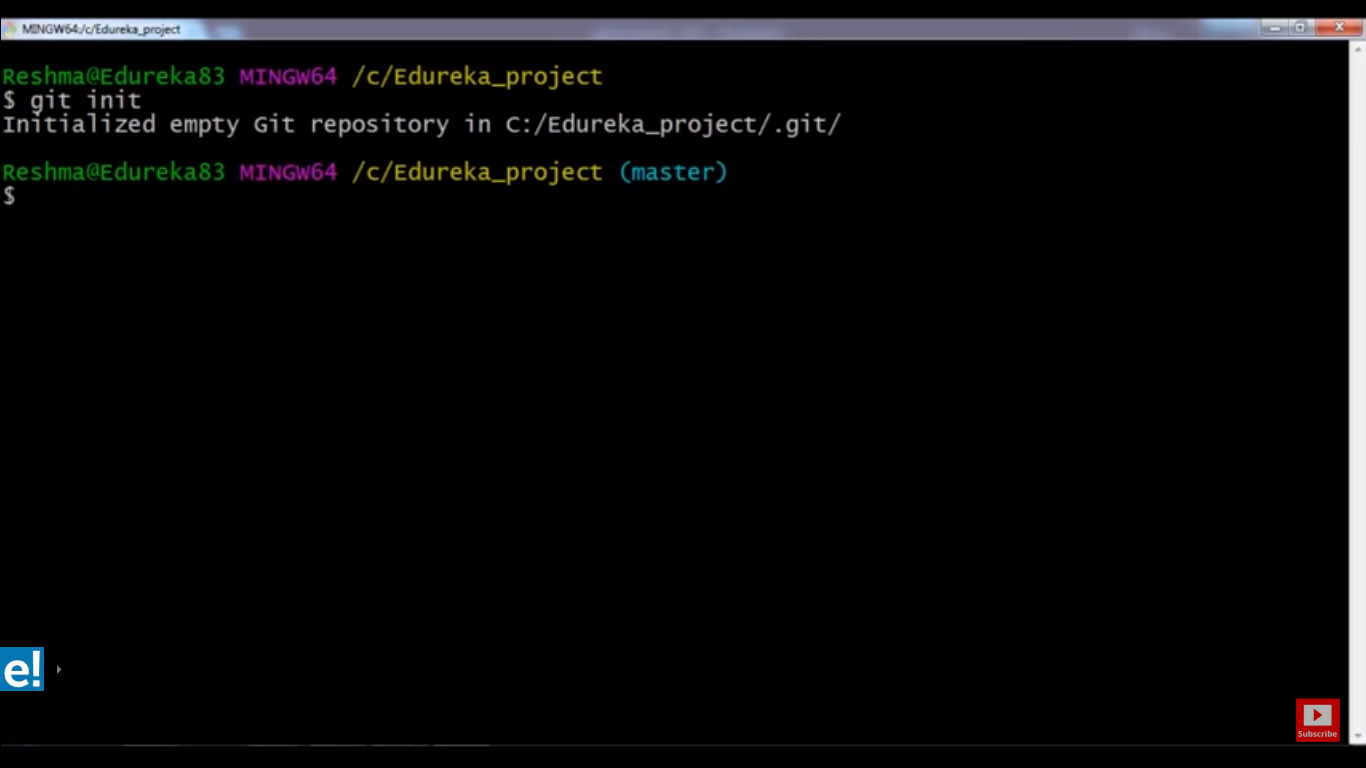 MINGW64:/c/Edureka_project
Reshma@Edureka83 MINGW64 /c/Edureka_project
$ git init
Initialized empty Git repository in C:/Edureka_project/.git/
Reshma@Edureka83 MINGW64 /c/Edureka_project (master)
$
e!
Subscribe